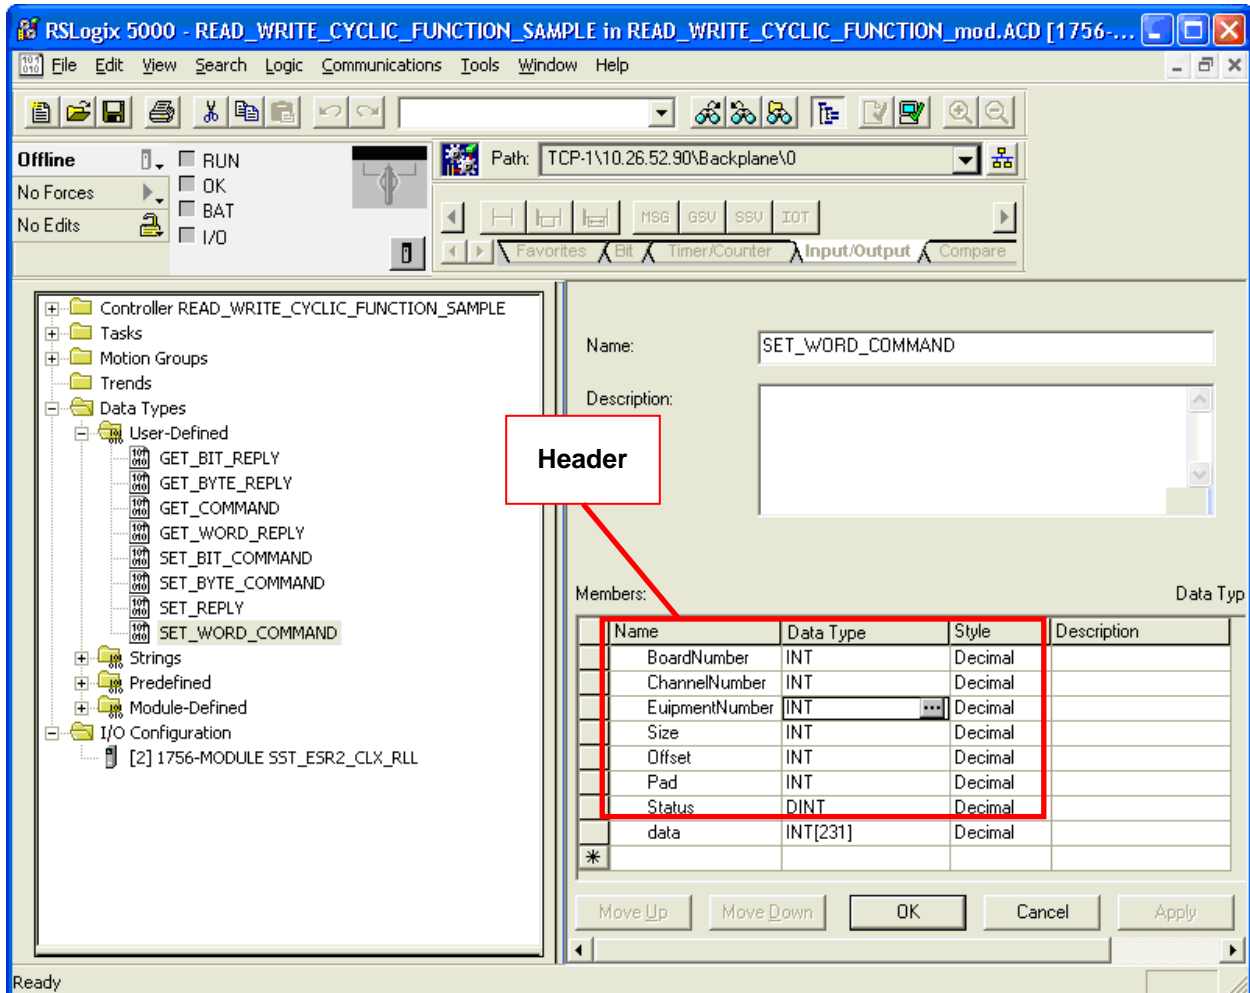 RSLogix 5000 - READ_WRITE_CYCLIC_FUNCTION_SAMPLE in READ_WRITE_CYCLIC_FUNCTION_mod.ACD [1756-...
File Edit View Search Logic Communications Tools Window Help
Offline
RUN
Path: TCP-1\10.26.52.90\Backplane\0
No Forces
OK
BAT
No Edits
I/O
MSG GSV SSV IOT
Favorites Bit Timer/Counter Input/Output Compare
Controller READ_WRITE_CYCLIC_FUNCTION_SAMPLE
Tasks
Motion Groups
Trends
Data Types
User-Defined
GET_BIT_REPLY
GET_BYTE_REPLY
GET_COMMAND
GET_WORD_REPLY
SET_BIT_COMMAND
SET_BYTE_COMMAND
SET_REPLY
SET_WORD_COMMAND
Strings
Predefined
Module-Defined
I/O Configuration
[2] 1756-MODULE SST_ESR2_CLX_RLL
Name: SET_WORD_COMMAND
Description:
Header
Members: Data Typ
Name Data Type Style Description
BoardNumber INT Decimal
ChannelNumber INT Decimal
EuipmentNumber INT ... Decimal
Size INT Decimal
Offset INT Decimal
Pad INT Decimal
Status DINT Decimal
data INT[231] Decimal
Move Up Move Down OK Cancel Apply
Ready